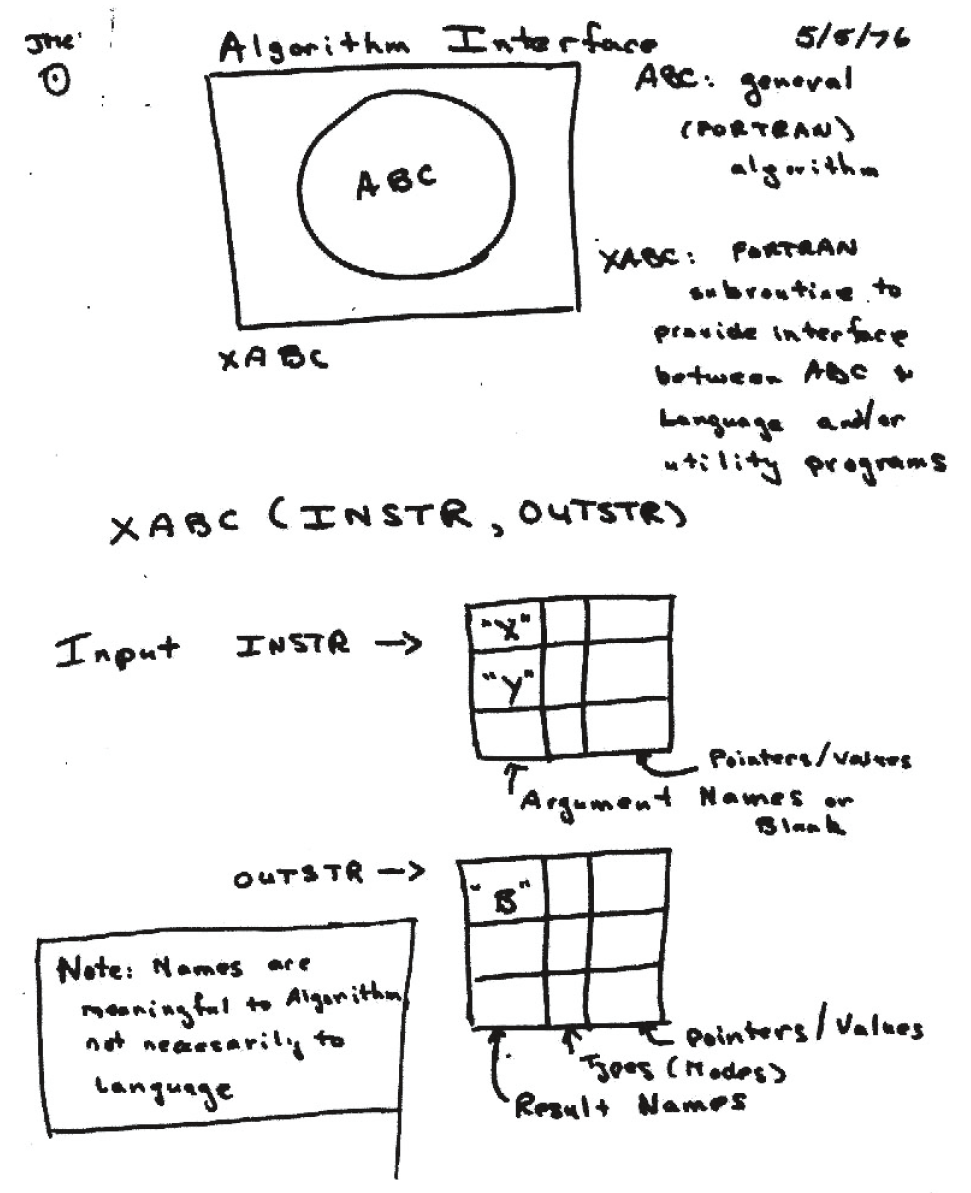 JMC
Algorithm Interface
5/5/76
ABC
XABC
ABC: general
(FORTRAN)
algorithm
XABC: FORTRAN
subroutine to
provide interface
between ABC &
Language and/or
utility programs
XABC (INSTR, OUTSTR)
Input INSTR →
"X"
"Y"
Pointers/Values
Argument Names or
Blank
OUTSTR →
"B"
Pointers/Values
Types (Modes)
Result Names
Note: Names are
meaningful to Algorithm,
not necessarily to
Language